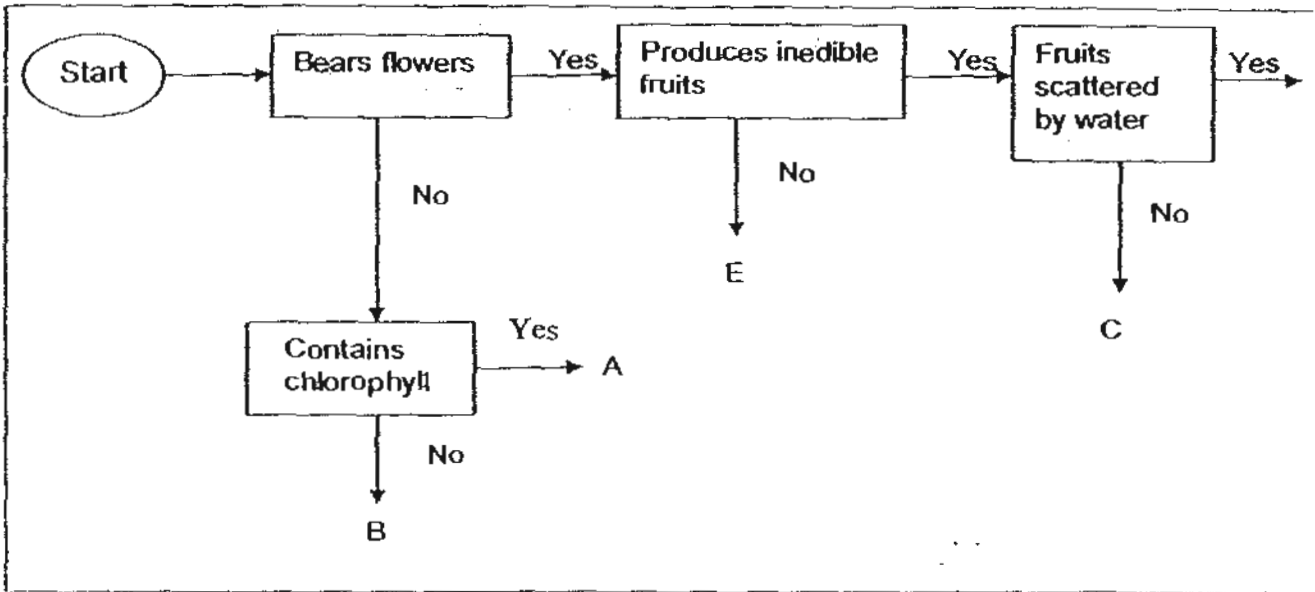 Start
Bears flowers
Yes
Produces inedible
fruits
Yes
Fruits
scattered
by water
Yes
No
No
No
E
C
Contains
chlorophyll
Yes
A
No
B